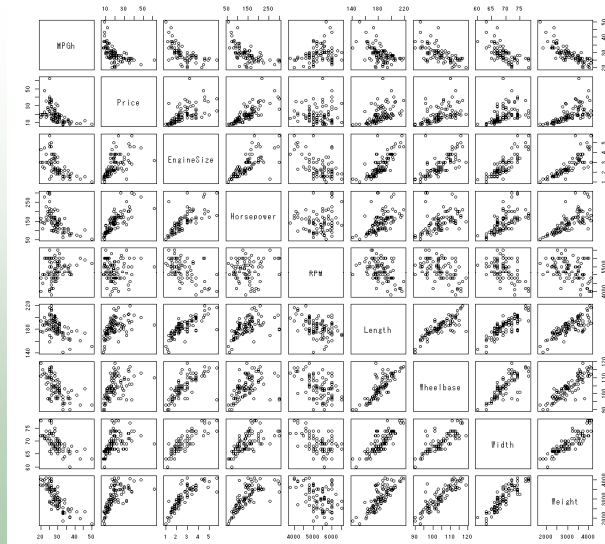 10 30 50
1 2 3 4 5
50 150 250
4000 5000 6000
140 180 220
90 100 110 120
60 65 70 75
2000 3000 4000
20 30 40 50
MPGh
Price
EngineSize
Horsepower
RPM
Length
Wheelbase
Width
Weight